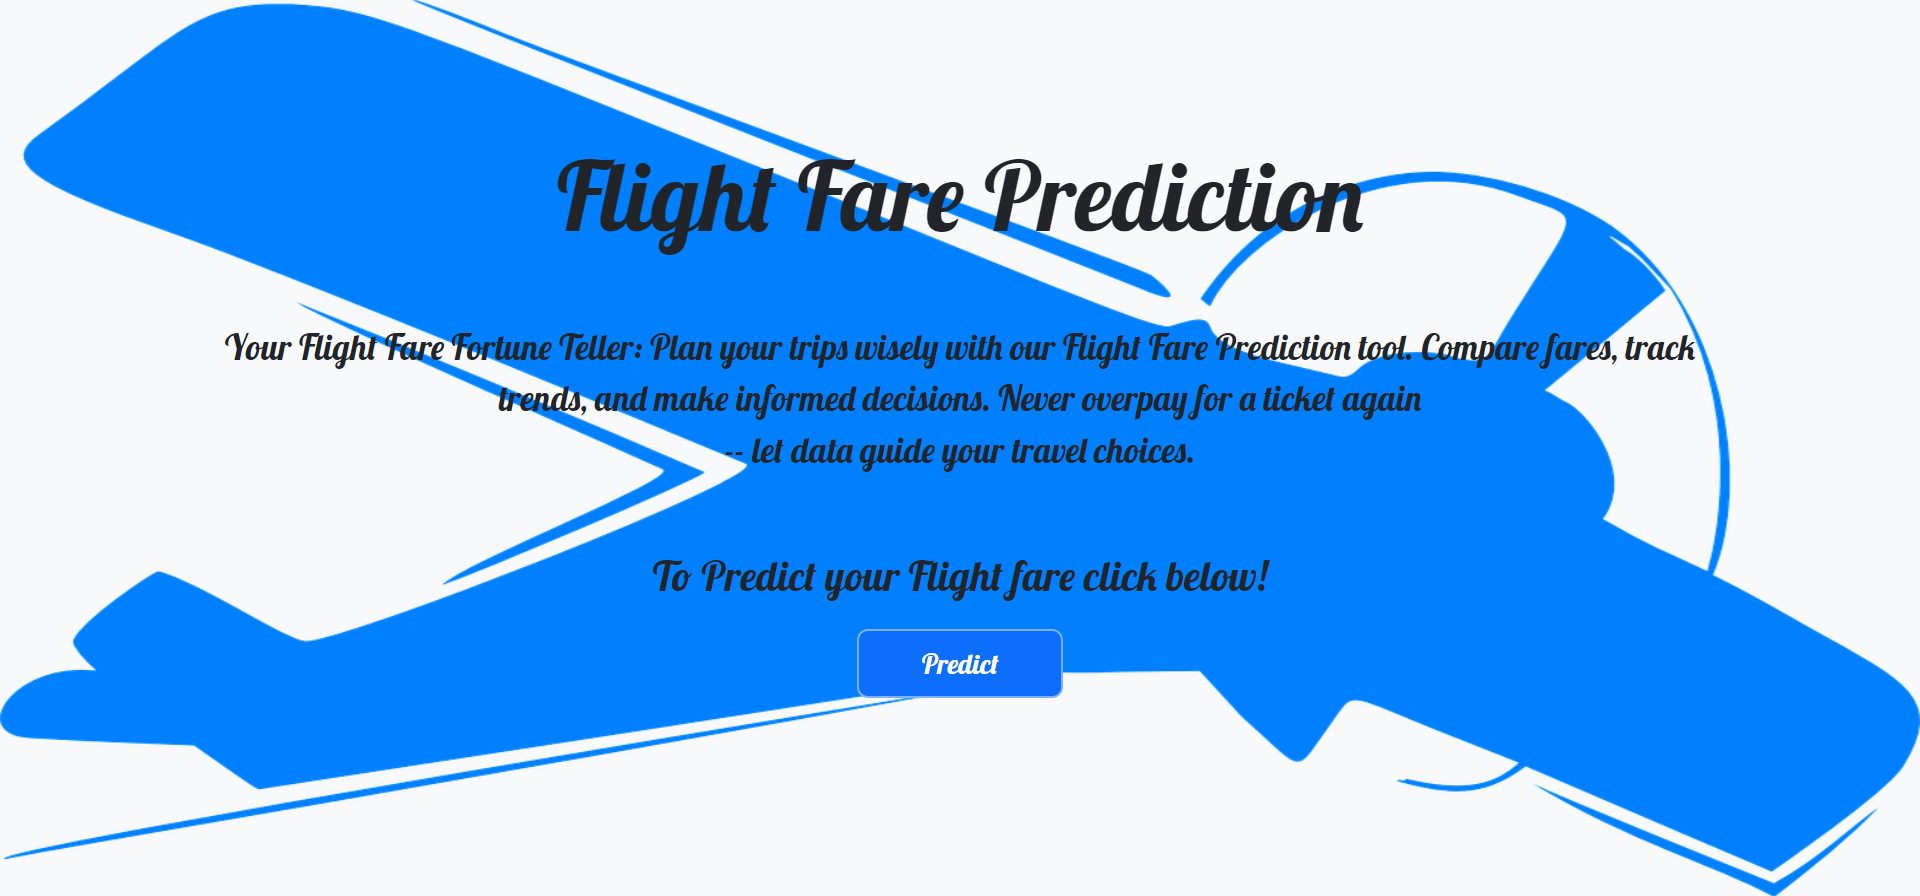 Flight Fare Prediction
Your Flight Fare Fortune Teller: Plan your trips wisely with our Flight Fare Prediction tool. Compare fares, track
trends, and make informed decisions. Never overpay for a ticket again
-- let data guide your travel choices.
To Predict your Flight fare click below!
Predict